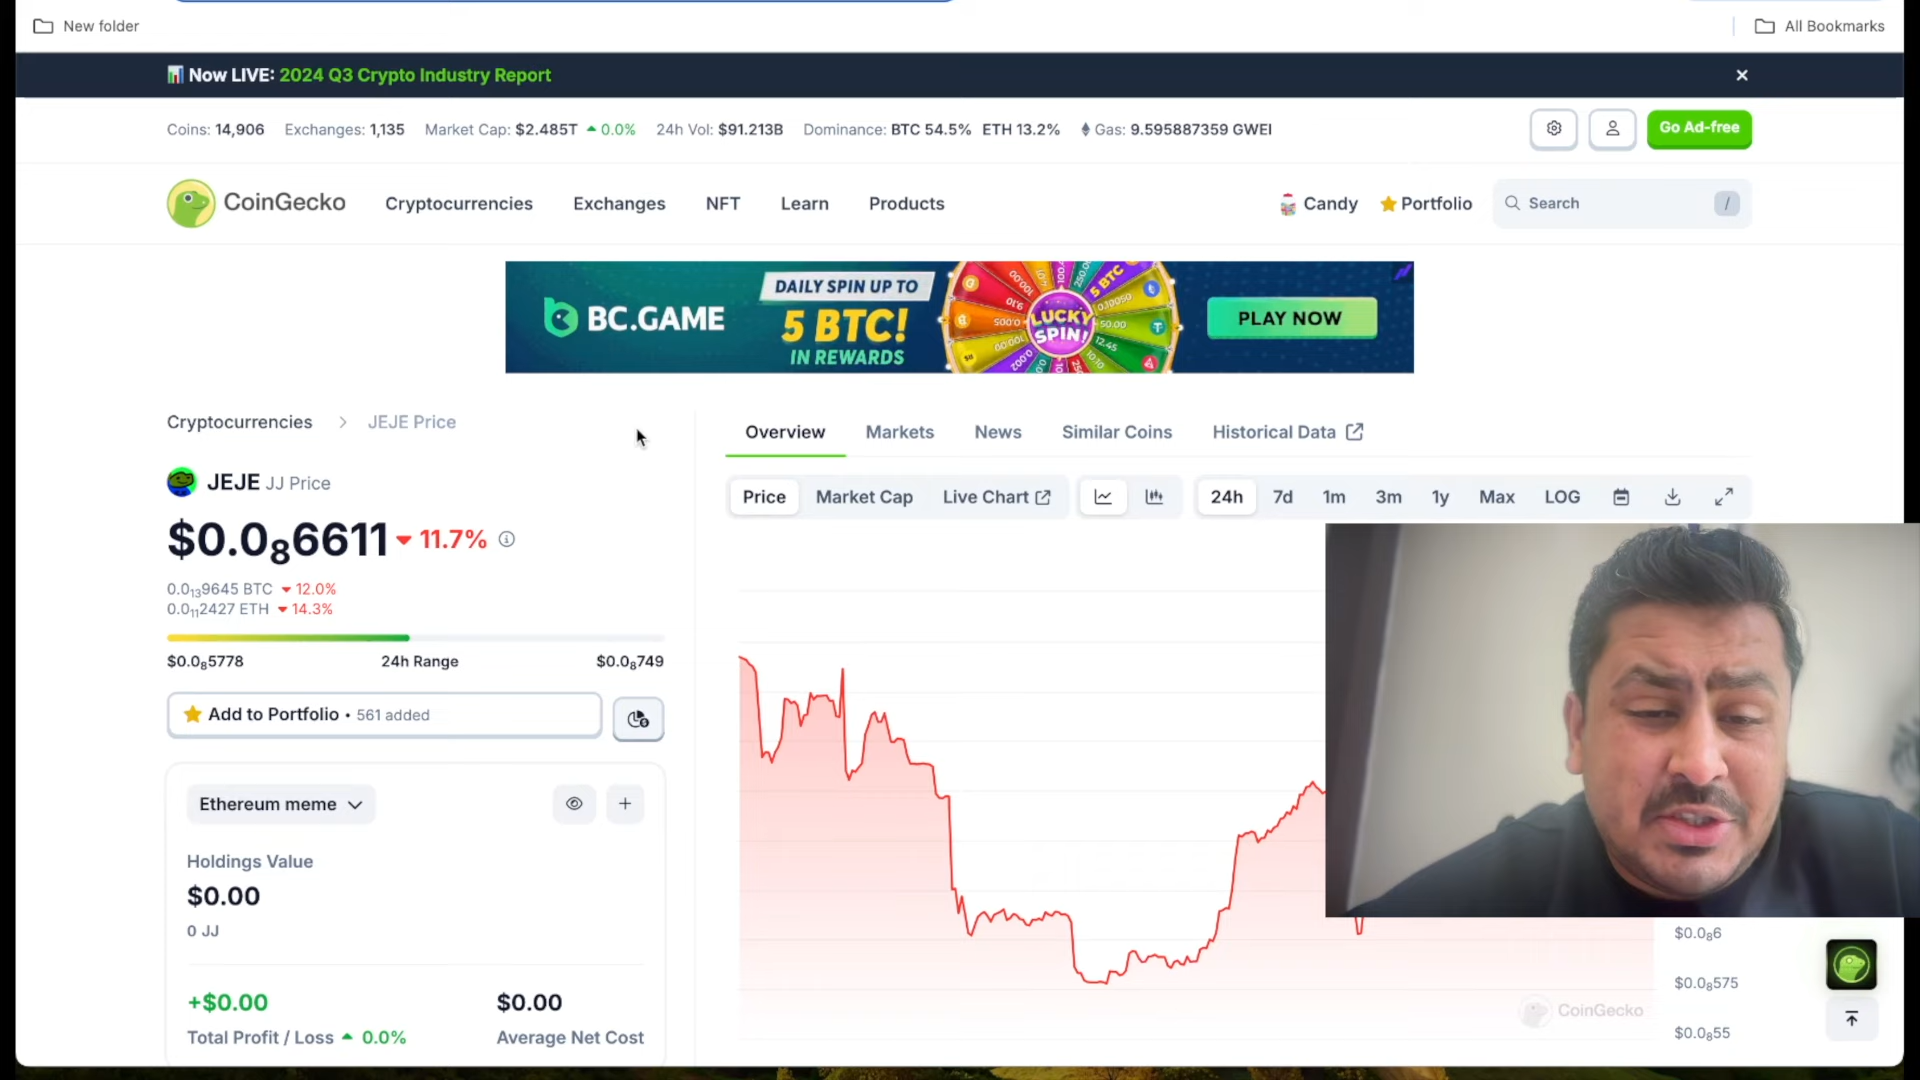 New folder
All Bookmarks
Now LIVE: 2024 Q3 Crypto Industry Report
Coins: 14,906 Exchanges: 1,135 Market Cap: $2.485T 0.0% 24h Vol: $91.213B Dominance: BTC 54.5% ETH 13.2% Gas: 9.595887359 GWEI
Go Ad-free
CoinGecko Cryptocurrencies Exchanges NFT Learn Products Candy Portfolio Search /
BC.GAME
DAILY SPIN UP TO
5 BTC!
IN REWARDS
LUCKY
SPIN!
5 BTC
PLAY NOW
Cryptocurrencies > JEJE Price
JEJE JJ Price
$0.0₈6611 11.7%
0.0₁₃9645 BTC 12.0%
0.0₁₁2427 ETH 14.3%
$0.0₈5778 24h Range $0.0₈749
Add to Portfolio • 561 added
Ethereum meme
Holdings Value
$0.00
0 JJ
+$0.00 $0.00
Total Profit / Loss 0.0% Average Net Cost
Overview Markets News Similar Coins Historical Data
Price Market Cap Live Chart 24h 7d 1m 3m 1y Max LOG
$0.0₈6
$0.0₈575
$0.0₈55
CoinGecko